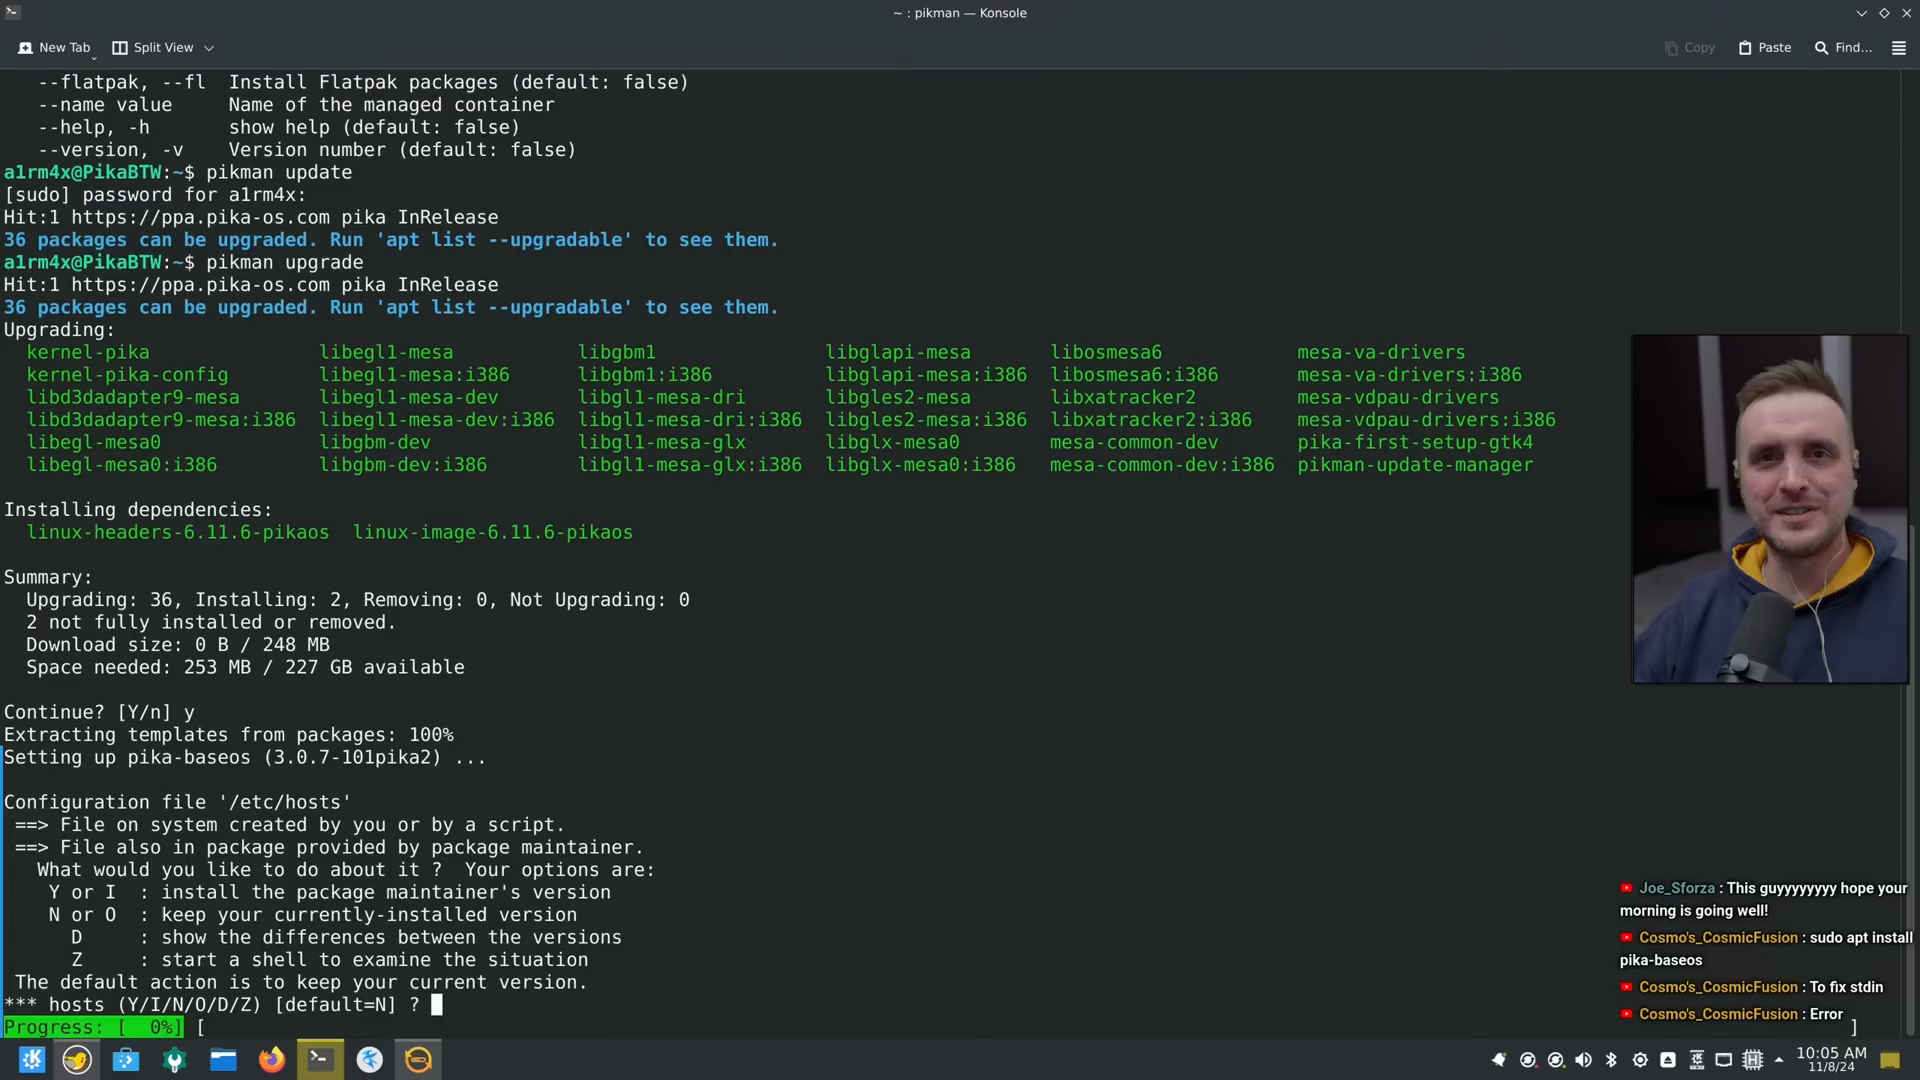 ~ : pikman — Konsole
New Tab
Split View
Copy
Paste
Find...
--flatpak, --fl  Install Flatpak packages (default: false)
--name value     Name of the managed container
--help, -h       show help (default: false)
--version, -v    Version number (default: false)
a1rm4x@PikaBTW:~$ pikman update
[sudo] password for a1rm4x:
Hit:1 https://ppa.pika-os.com pika InRelease
36 packages can be upgraded. Run 'apt list --upgradable' to see them.
a1rm4x@PikaBTW:~$ pikman upgrade
Hit:1 https://ppa.pika-os.com pika InRelease
36 packages can be upgraded. Run 'apt list --upgradable' to see them.
Upgrading:
kernel-pika  libegl1-mesa  libgbm1  libglapi-mesa  libosmesa6  mesa-va-drivers
kernel-pika-config  libegl1-mesa:i386  libgbm1:i386  libglapi-mesa:i386  libosmesa6:i386  mesa-va-drivers:i386
libd3dadapter9-mesa  libegl1-mesa-dev  libgl1-mesa-dri  libgles2-mesa  libxatracker2  mesa-vdpau-drivers
libd3dadapter9-mesa:i386  libegl1-mesa-dev:i386  libgl1-mesa-dri:i386  libgles2-mesa:i386  libxatracker2:i386  mesa-vdpau-drivers:i386
libegl-mesa0  libgbm-dev  libgl1-mesa-glx  libglx-mesa0  mesa-common-dev  pika-first-setup-gtk4
libegl-mesa0:i386  libgbm-dev:i386  libgl1-mesa-glx:i386  libglx-mesa0:i386  mesa-common-dev:i386  pikman-update-manager
Installing dependencies:
linux-headers-6.11.6-pikaos  linux-image-6.11.6-pikaos
Summary:
Upgrading: 36, Installing: 2, Removing: 0, Not Upgrading: 0
2 not fully installed or removed.
Download size: 0 B / 248 MB
Space needed: 253 MB / 227 GB available
Continue? [Y/n] y
Extracting templates from packages: 100%
Setting up pika-baseos (3.0.7-101pika2) ...
Configuration file '/etc/hosts'
==> File on system created by you or by a script.
==> File also in package provided by package maintainer.
What would you like to do about it ?  Your options are:
Y or I  : install the package maintainer's version
N or O  : keep your currently-installed version
D     : show the differences between the versions
Z     : start a shell to examine the situation
The default action is to keep your current version.
*** hosts (Y/I/N/O/D/Z) [default=N] ?
Progress: [  0%] [ ]
Joe_Sforza : This guyyyyyyyy hope your
morning is going well!
Cosmo's_CosmicFusion : sudo apt install
pika-baseos
Cosmo's_CosmicFusion : To fix stdin
Cosmo's_CosmicFusion : Error
10:05 AM
11/8/24